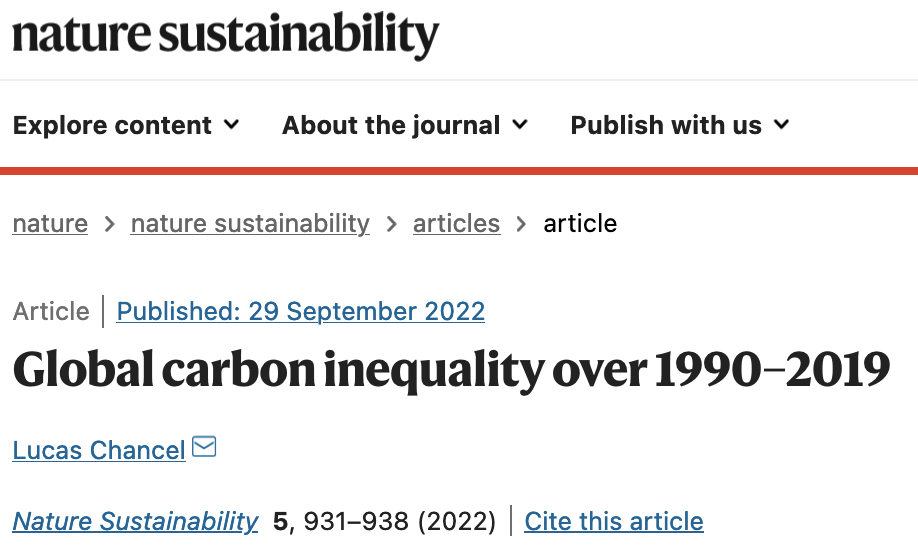 nature sustainability
Explore content About the journal Publish with us
nature > nature sustainability > articles > article
Article | Published: 29 September 2022
Global carbon inequality over 1990–2019
Lucas Chancel
Nature Sustainability 5, 931–938 (2022) | Cite this article